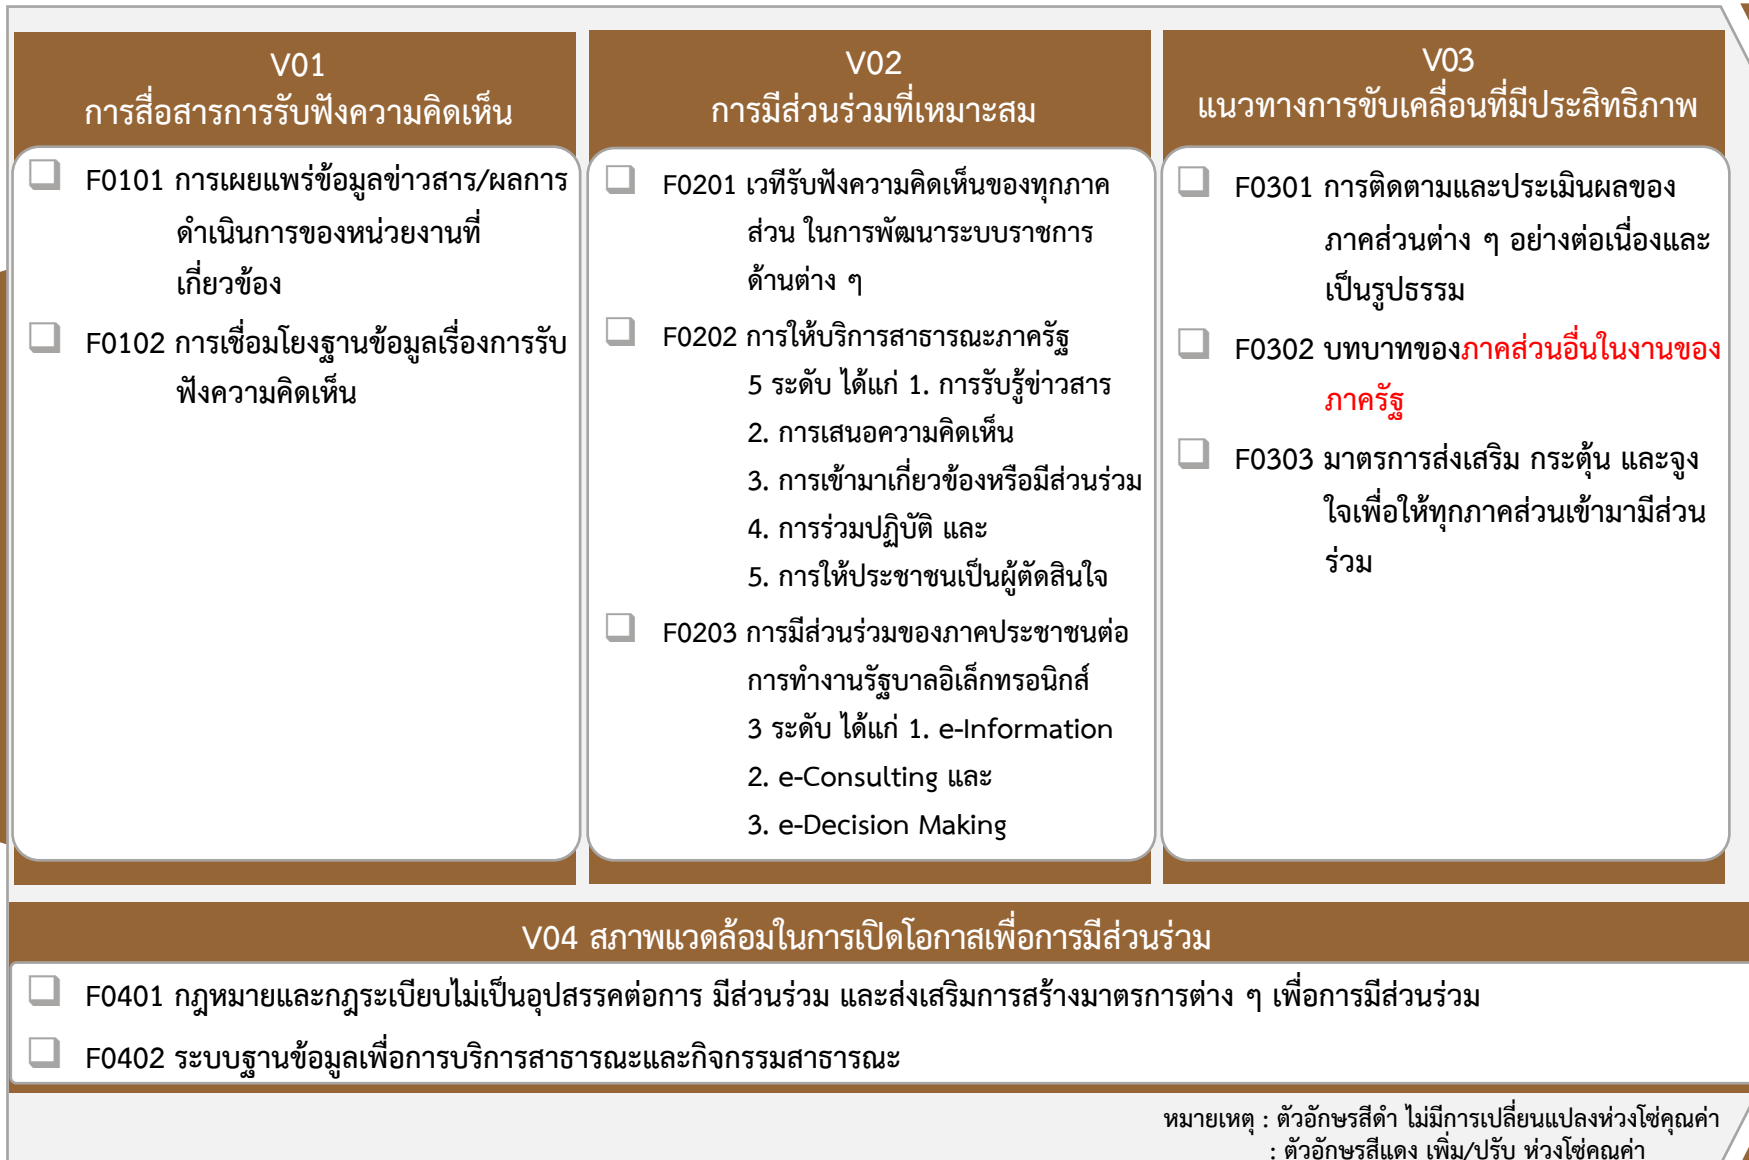 V01
การสื่อสารการรับฟังความคิดเห็น
F0101 การเผยแพร่ข้อมูลข่าวสาร/ผลการ
ดำเนินการของหน่วยงานที่
เกี่ยวข้อง
F0102 การเชื่อมโยงฐานข้อมูลเรื่องการรับ
ฟังความคิดเห็น
V02
การมีส่วนร่วมที่เหมาะสม
F0201 เวทีรับฟังความคิดเห็นของทุกภาค
ส่วน ในการพัฒนาระบบราชการ
ด้านต่าง ๆ
F0202 การให้บริการสาธารณะภาครัฐ
5 ระดับ ได้แก่ 1. การรับรู้ข่าวสาร
2. การเสนอความคิดเห็น
3. การเข้ามาเกี่ยวข้องหรือมีส่วนร่วม
4. การร่วมปฏิบัติ และ
5. การให้ประชาชนเป็นผู้ตัดสินใจ
F0203 การมีส่วนร่วมของภาคประชาชนต่อ
การทำงานรัฐบาลอิเล็กทรอนิกส์
3 ระดับ ได้แก่ 1. e-Information
2. e-Consulting และ
3. e-Decision Making
V03
แนวทางการขับเคลื่อนที่มีประสิทธิภาพ
F0301 การติดตามและประเมินผลของ
ภาคส่วนต่าง ๆ อย่างต่อเนื่องและ
เป็นรูปธรรม
F0302 บทบาทของภาคส่วนอื่นในงานของ
ภาครัฐ
F0303 มาตรการส่งเสริม กระตุ้น และจูง
ใจเพื่อให้ทุกภาคส่วนเข้ามามีส่วน
ร่วม
V04 สภาพแวดล้อมในการเปิดโอกาสเพื่อการมีส่วนร่วม
F0401 กฎหมายและกฎระเบียบไม่เป็นอุปสรรคต่อการ มีส่วนร่วม และส่งเสริมการสร้างมาตรการต่าง ๆ เพื่อการมีส่วนร่วม
F0402 ระบบฐานข้อมูลเพื่อการบริการสาธารณะและกิจกรรมสาธารณะ
หมายเหตุ : ตัวอักษรสีดำ ไม่มีการเปลี่ยนแปลงห่วงโซ่คุณค่า
: ตัวอักษรสีแดง เพิ่ม/ปรับ ห่วงโซ่คุณค่า